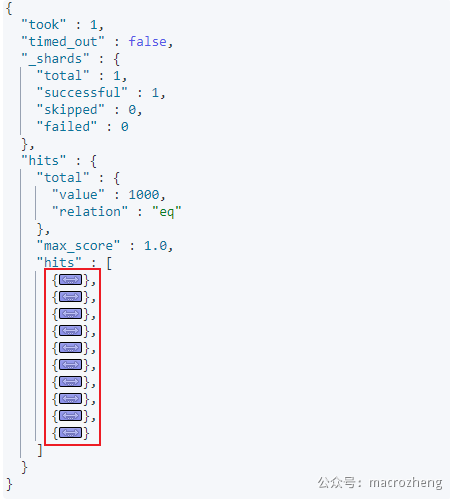 {
  "took" : 1,
  "timed_out" : false,
  "_shards" : {
    "total" : 1,
    "successful" : 1,
    "skipped" : 0,
    "failed" : 0
  },
  "hits" : {
    "total" : {
      "value" : 1000,
      "relation" : "eq"
    },
    "max_score" : 1.0,
    "hits" : [
      {},
      {},
      {},
      {},
      {},
      {},
      {},
      {},
      {},
      {}
    ]
  }
}
公众号：macrozheng